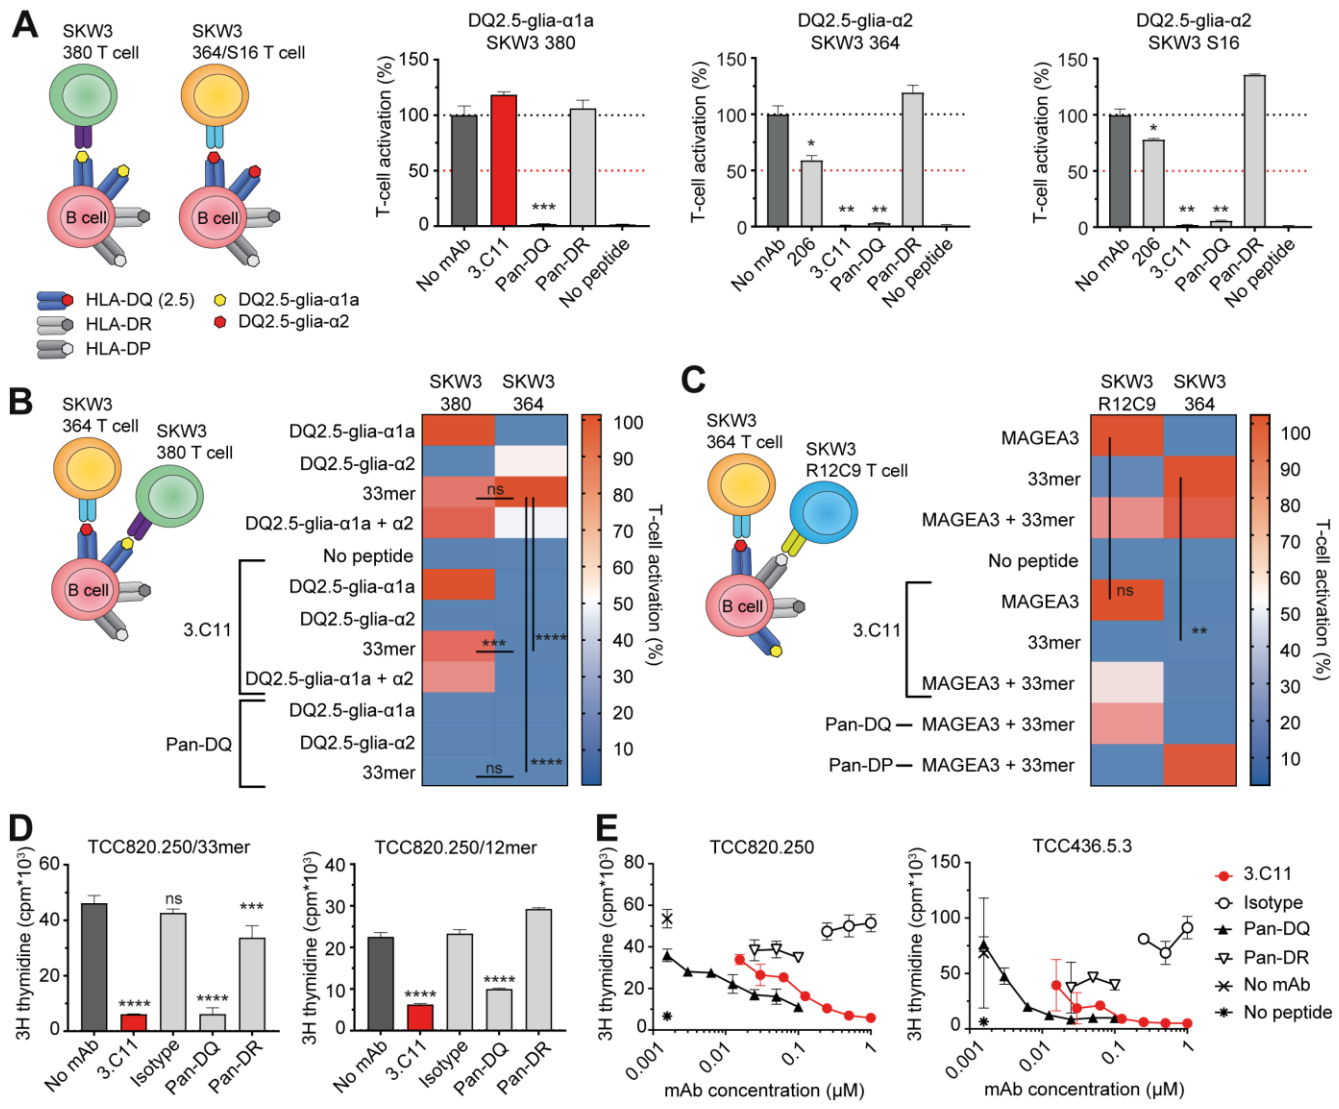 A
SKW3
380 T cell
SKW3
364/S16 T cell
B cell
B cell
HLA-DQ (2.5)
HLA-DR
HLA-DP
DQ2.5-glia-α1a
DQ2.5-glia-α2
DQ2.5-glia-α1a
SKW3 380
T-cell activation (%)
150
100
50
0
***
No mAb
3.C11
Pan-DQ
Pan-DR
No peptide
DQ2.5-glia-α2
SKW3 364
T-cell activation (%)
150
100
50
0
*
**
**
No mAb
206
3.C11
Pan-DQ
Pan-DR
No peptide
DQ2.5-glia-α2
SKW3 S16
T-cell activation (%)
150
100
50
0
*
**
**
No mAb
206
3.C11
Pan-DQ
Pan-DR
No peptide
B
SKW3
364 T cell
SKW3
380 T cell
B cell
SKW3
380
SKW3
364
DQ2.5-glia-α1a
DQ2.5-glia-α2
33mer
DQ2.5-glia-α1a + α2
No peptide
3.C11
DQ2.5-glia-α1a
DQ2.5-glia-α2
33mer
DQ2.5-glia-α1a + α2
Pan-DQ
DQ2.5-glia-α1a
DQ2.5-glia-α2
33mer
ns
***
****
ns
****
100
90
80
70
60
50
40
30
20
10
T-cell activation (%)
C
SKW3
364 T cell
SKW3
R12C9 T cell
B cell
SKW3
R12C9
SKW3
364
MAGEA3
33mer
MAGEA3 + 33mer
No peptide
3.C11
MAGEA3
33mer
MAGEA3 + 33mer
Pan-DQ
MAGEA3 + 33mer
Pan-DP
MAGEA3 + 33mer
ns
**
100
90
80
70
60
50
40
30
20
10
T-cell activation (%)
D
TCC820.250/33mer
3H thymidine (cpm*10³)
60
40
20
0
****
ns
****
***
No mAb
3.C11
Isotype
Pan-DQ
Pan-DR
TCC820.250/12mer
3H thymidine (cpm*10³)
40
30
20
10
0
****
****
No mAb
3.C11
Isotype
Pan-DQ
Pan-DR
E
TCC820.250
3H thymidine (cpm*10³)
80
60
40
20
0
0.001
0.01
0.1
1
mAb concentration (µM)
TCC436.5.3
3H thymidine (cpm*10³)
150
100
50
0
0.001
0.01
0.1
1
mAb concentration (µM)
3.C11
Isotype
Pan-DQ
Pan-DR
No mAb
No peptide